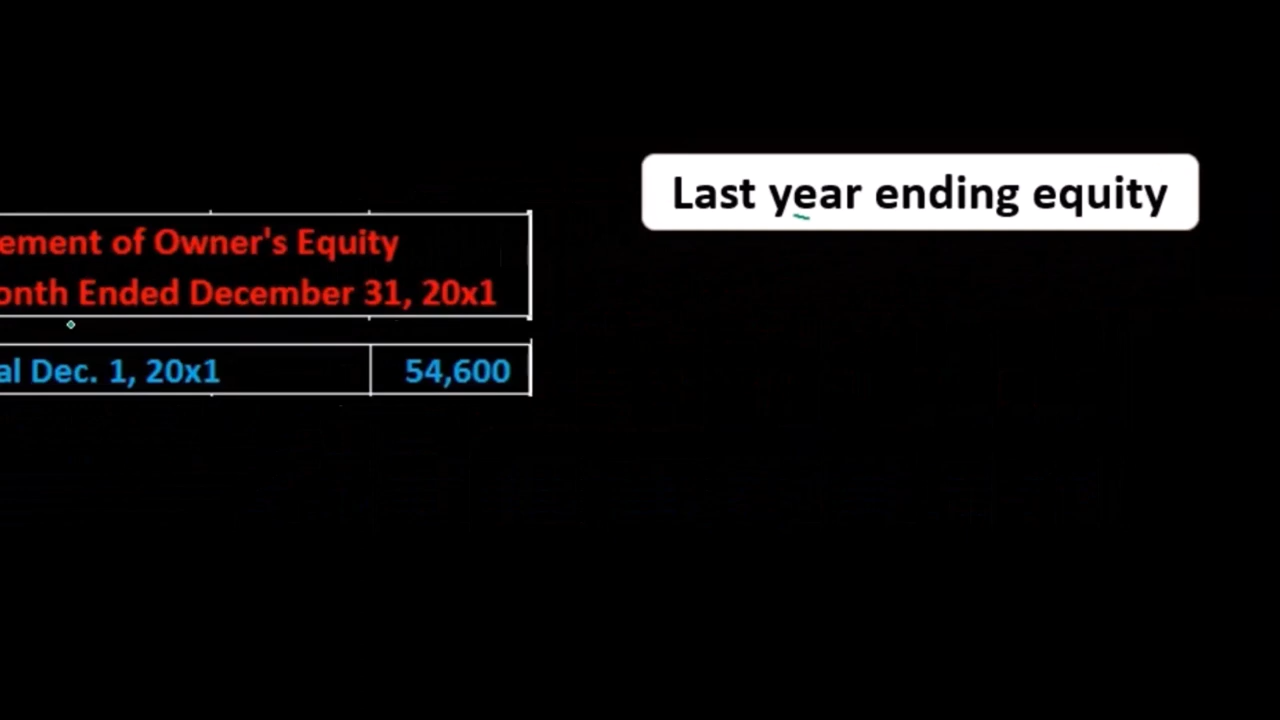 Last year ending equity
ement of Owner's Equity
onth Ended December 31, 20x1
al Dec. 1, 20x1 54,600